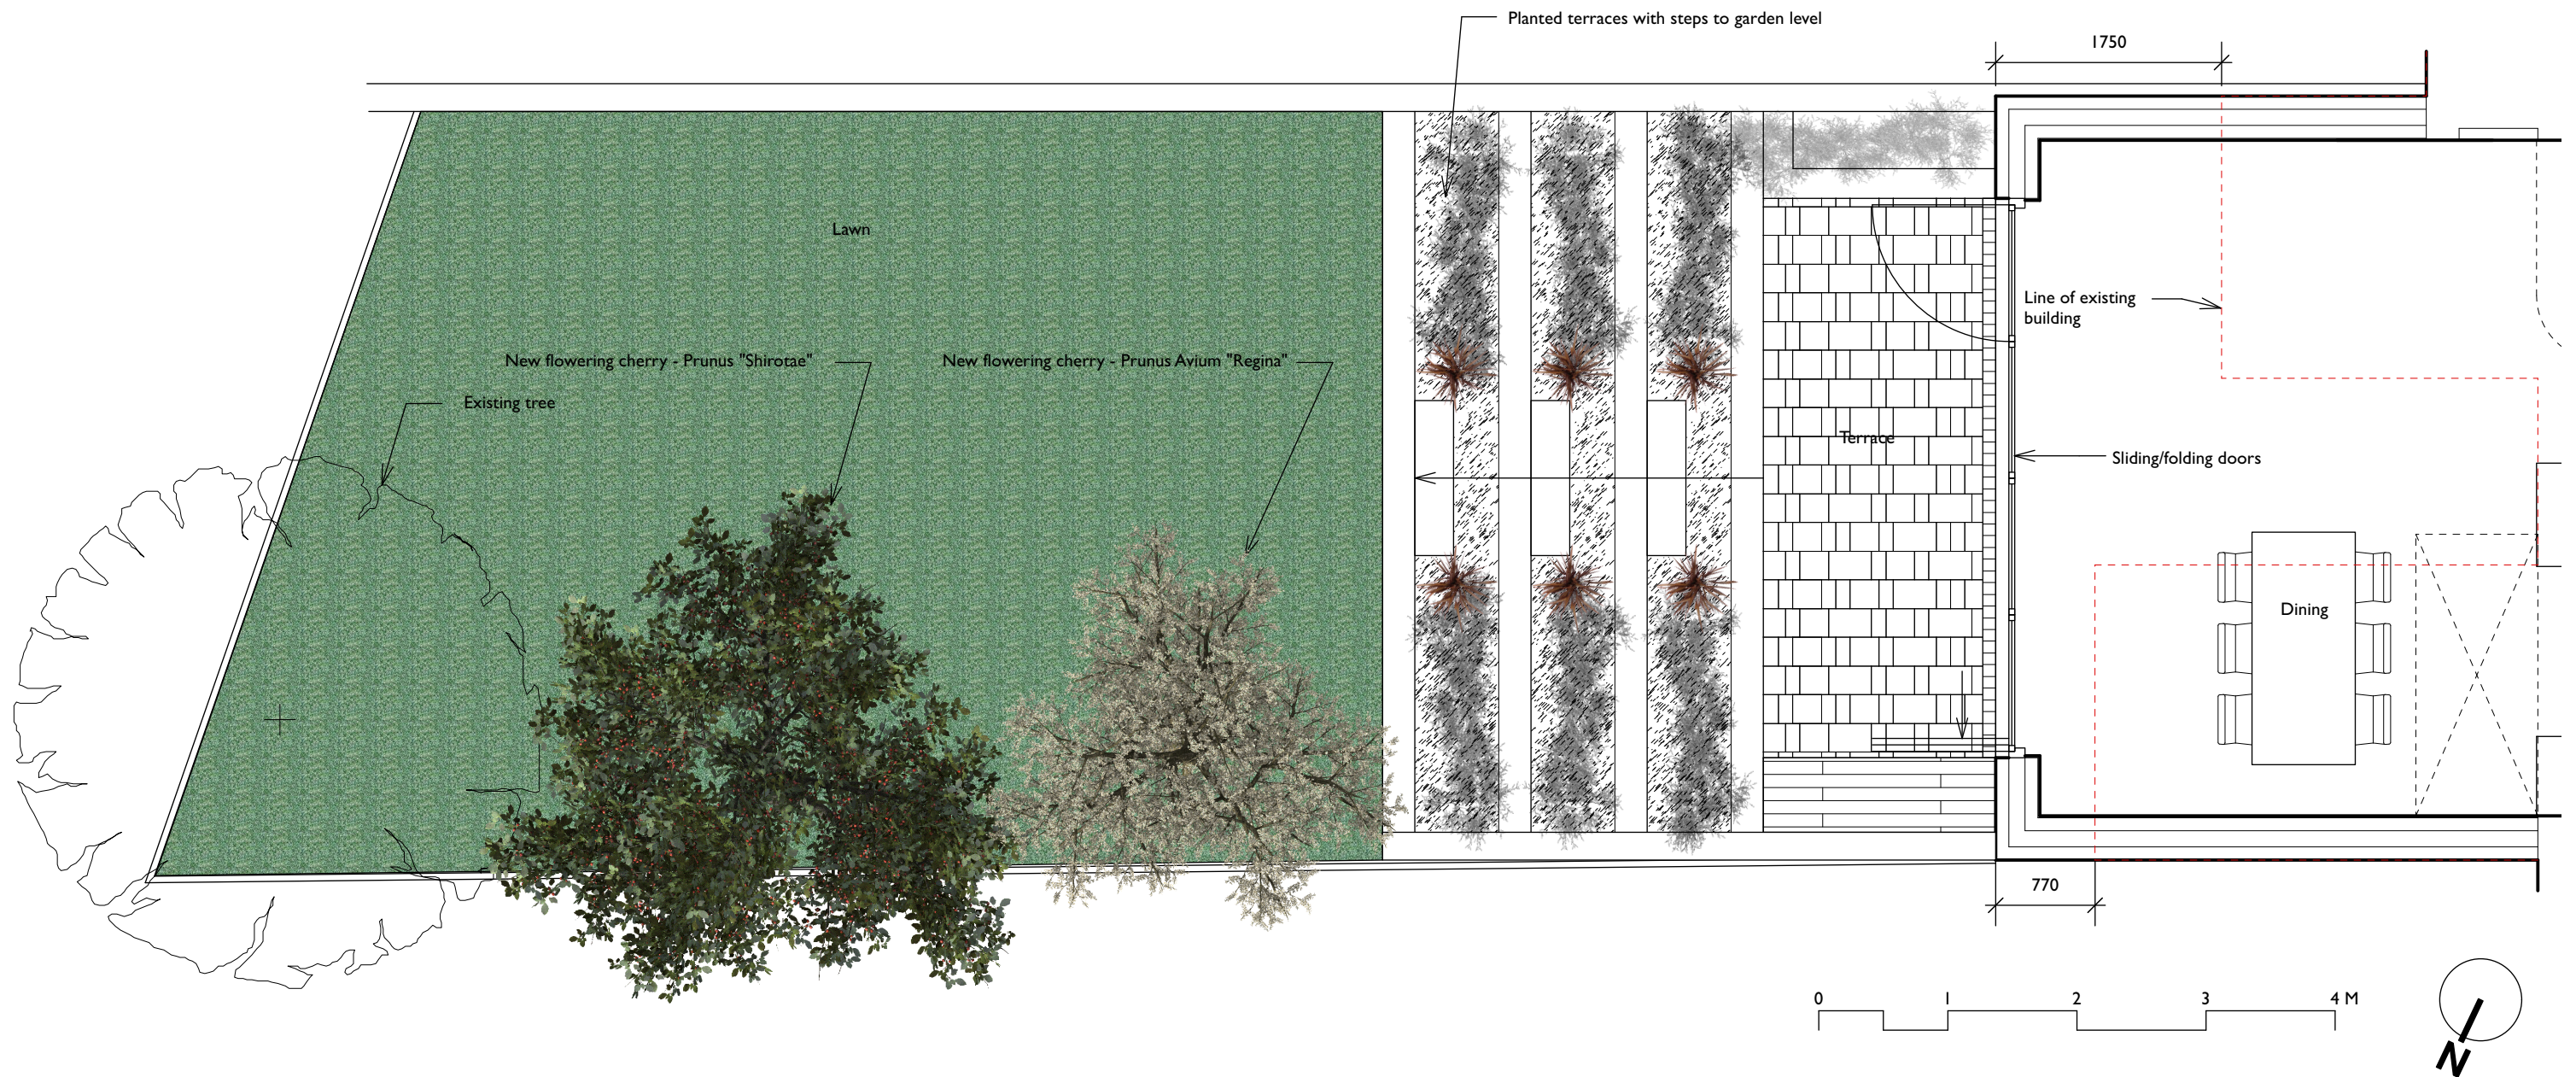 Planted terraces with steps to garden level
1750
Lawn
Line of existing
building
New flowering cherry - Prunus "Shirotae"
New flowering cherry - Prunus Avium "Regina"
Existing tree
Terrace
Sliding/folding doors
Dining
770
0 1 2 3 4 M
N